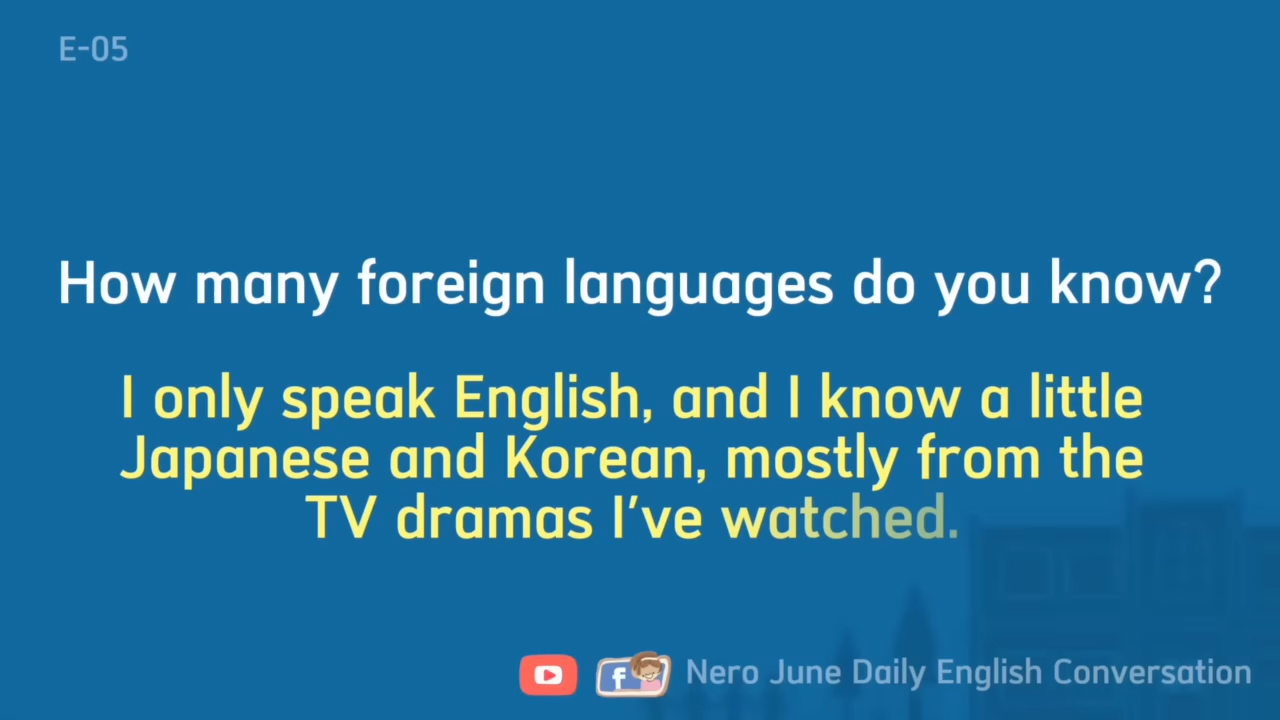 E-05
How many foreign languages do you know?
I only speak English, and I know a little
Japanese and Korean, mostly from the
TV dramas I've watched.
f
Nero June Daily English Conversation